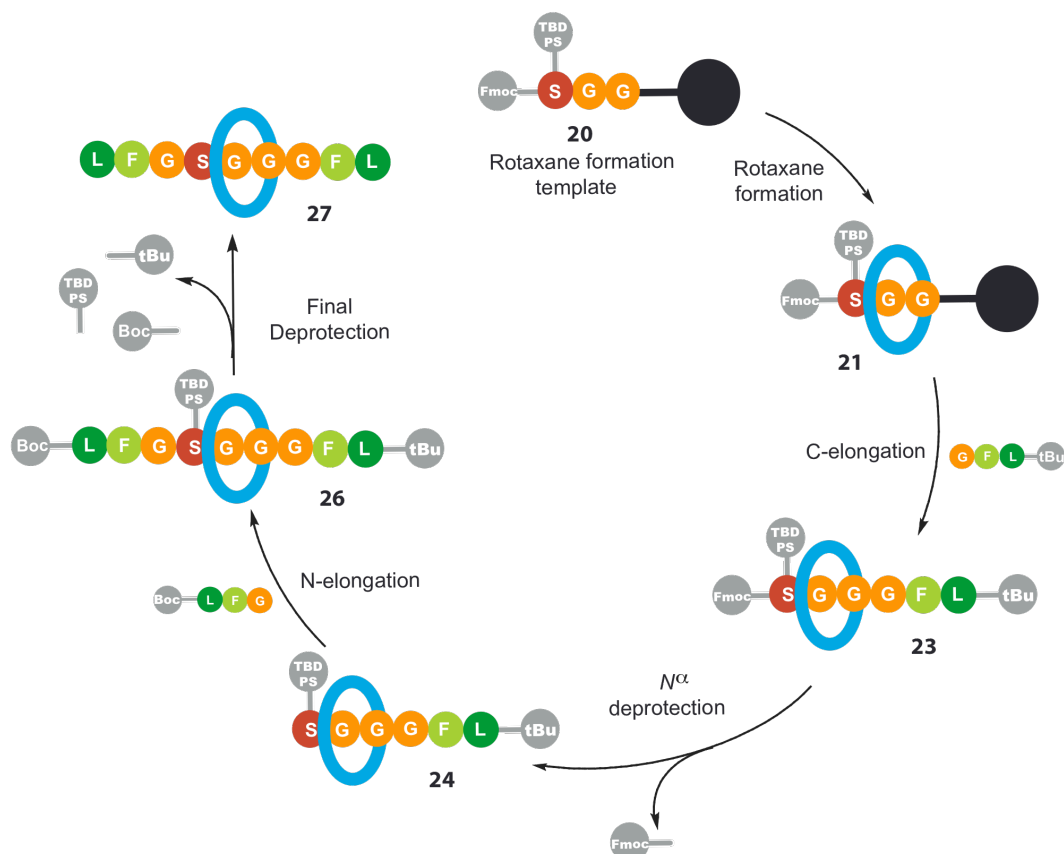 TBD
PS
Fmoc
S G G
20
Rotaxane formation
template
Rotaxane
formation
TBD
PS
Fmoc
S G G
21
C-elongation
G F L tBu
TBD
PS
Fmoc
S G G G F L
tBu
23
Nα
deprotection
Fmoc
TBD
PS
S G G G F L
tBu
24
N-elongation
Boc L F G
TBD
PS
Boc
L F G S G G G F L
tBu
26
Final
Deprotection
tBu
TBD
PS
Boc
L F G S G G G F L
27